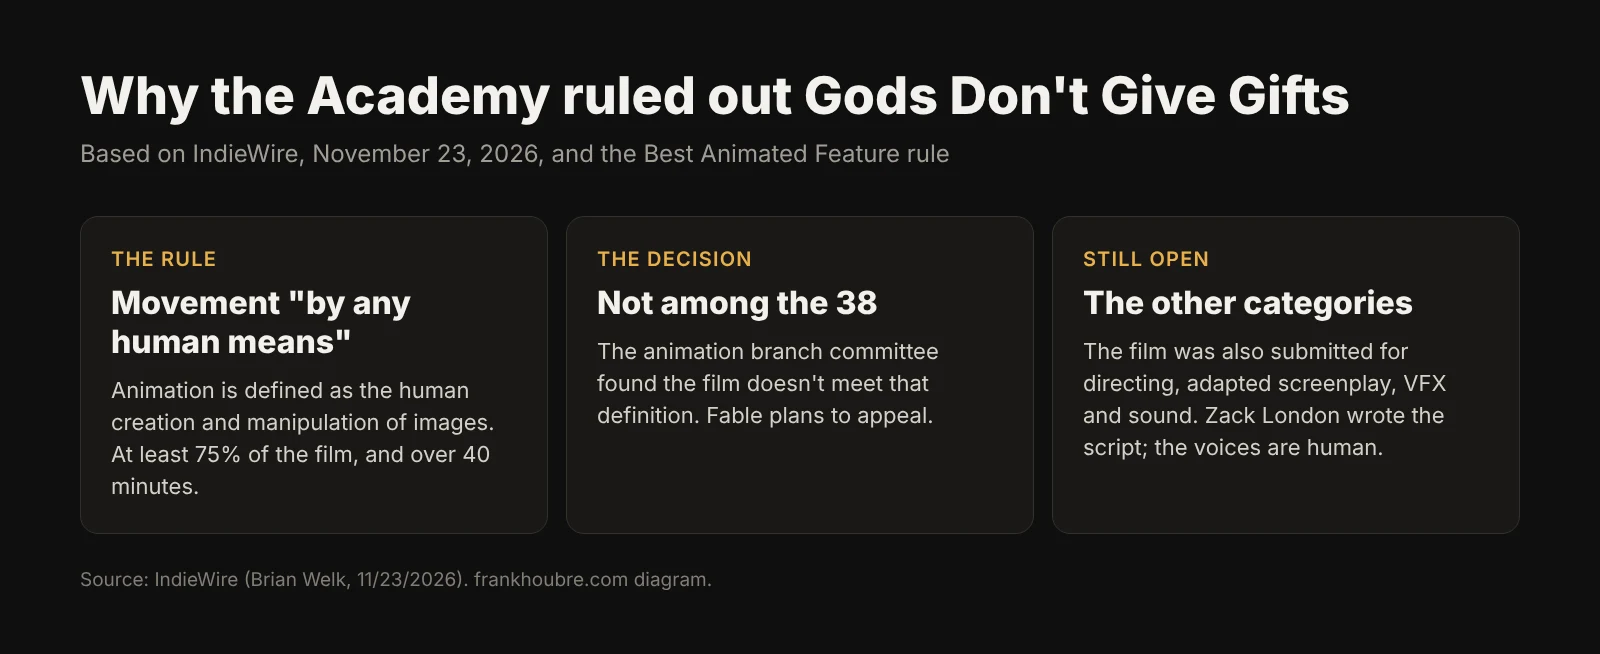 Why the Academy ruled out Gods Don't Give Gifts
Based on IndieWire, November 23, 2026, and the Best Animated Feature rule
THE RULE
Movement "by any
human means"
Animation is defined as the human
creation and manipulation of images.
At least 75% of the film, and over 40
minutes.
THE DECISION
Not among the 38
The animation branch committee
found the film doesn't meet that
definition. Fable plans to appeal.
STILL OPEN
The other categories
The film was also submitted for
directing, adapted screenplay, VFX
and sound. Zack London wrote the
script; the voices are human.
Source: IndieWire (Brian Welk, 11/23/2026). frankhoubre.com diagram.